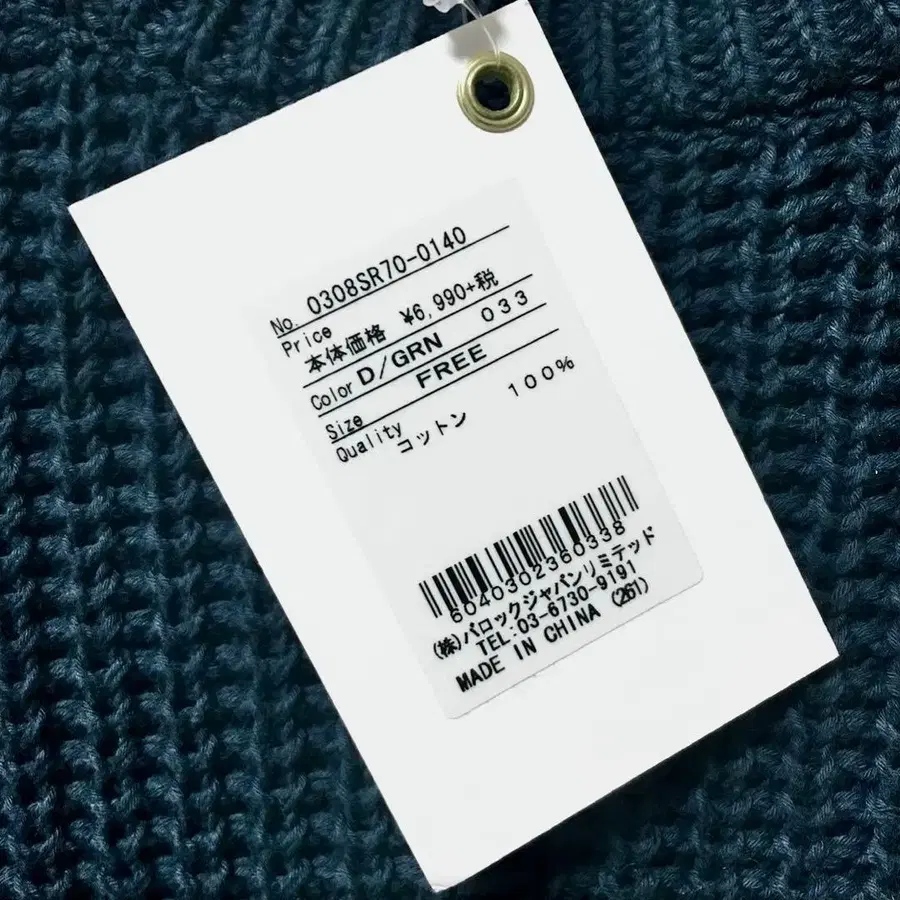 No. 0308SR70-0140
Price
本体価格 ¥6,990+税
Color D/GRN 033
Size FREE
Quality
コットン 100%
6040302360338
(株)バロックジャパンリミテッド
TEL:03-6730-9191
MADE IN CHINA (261)